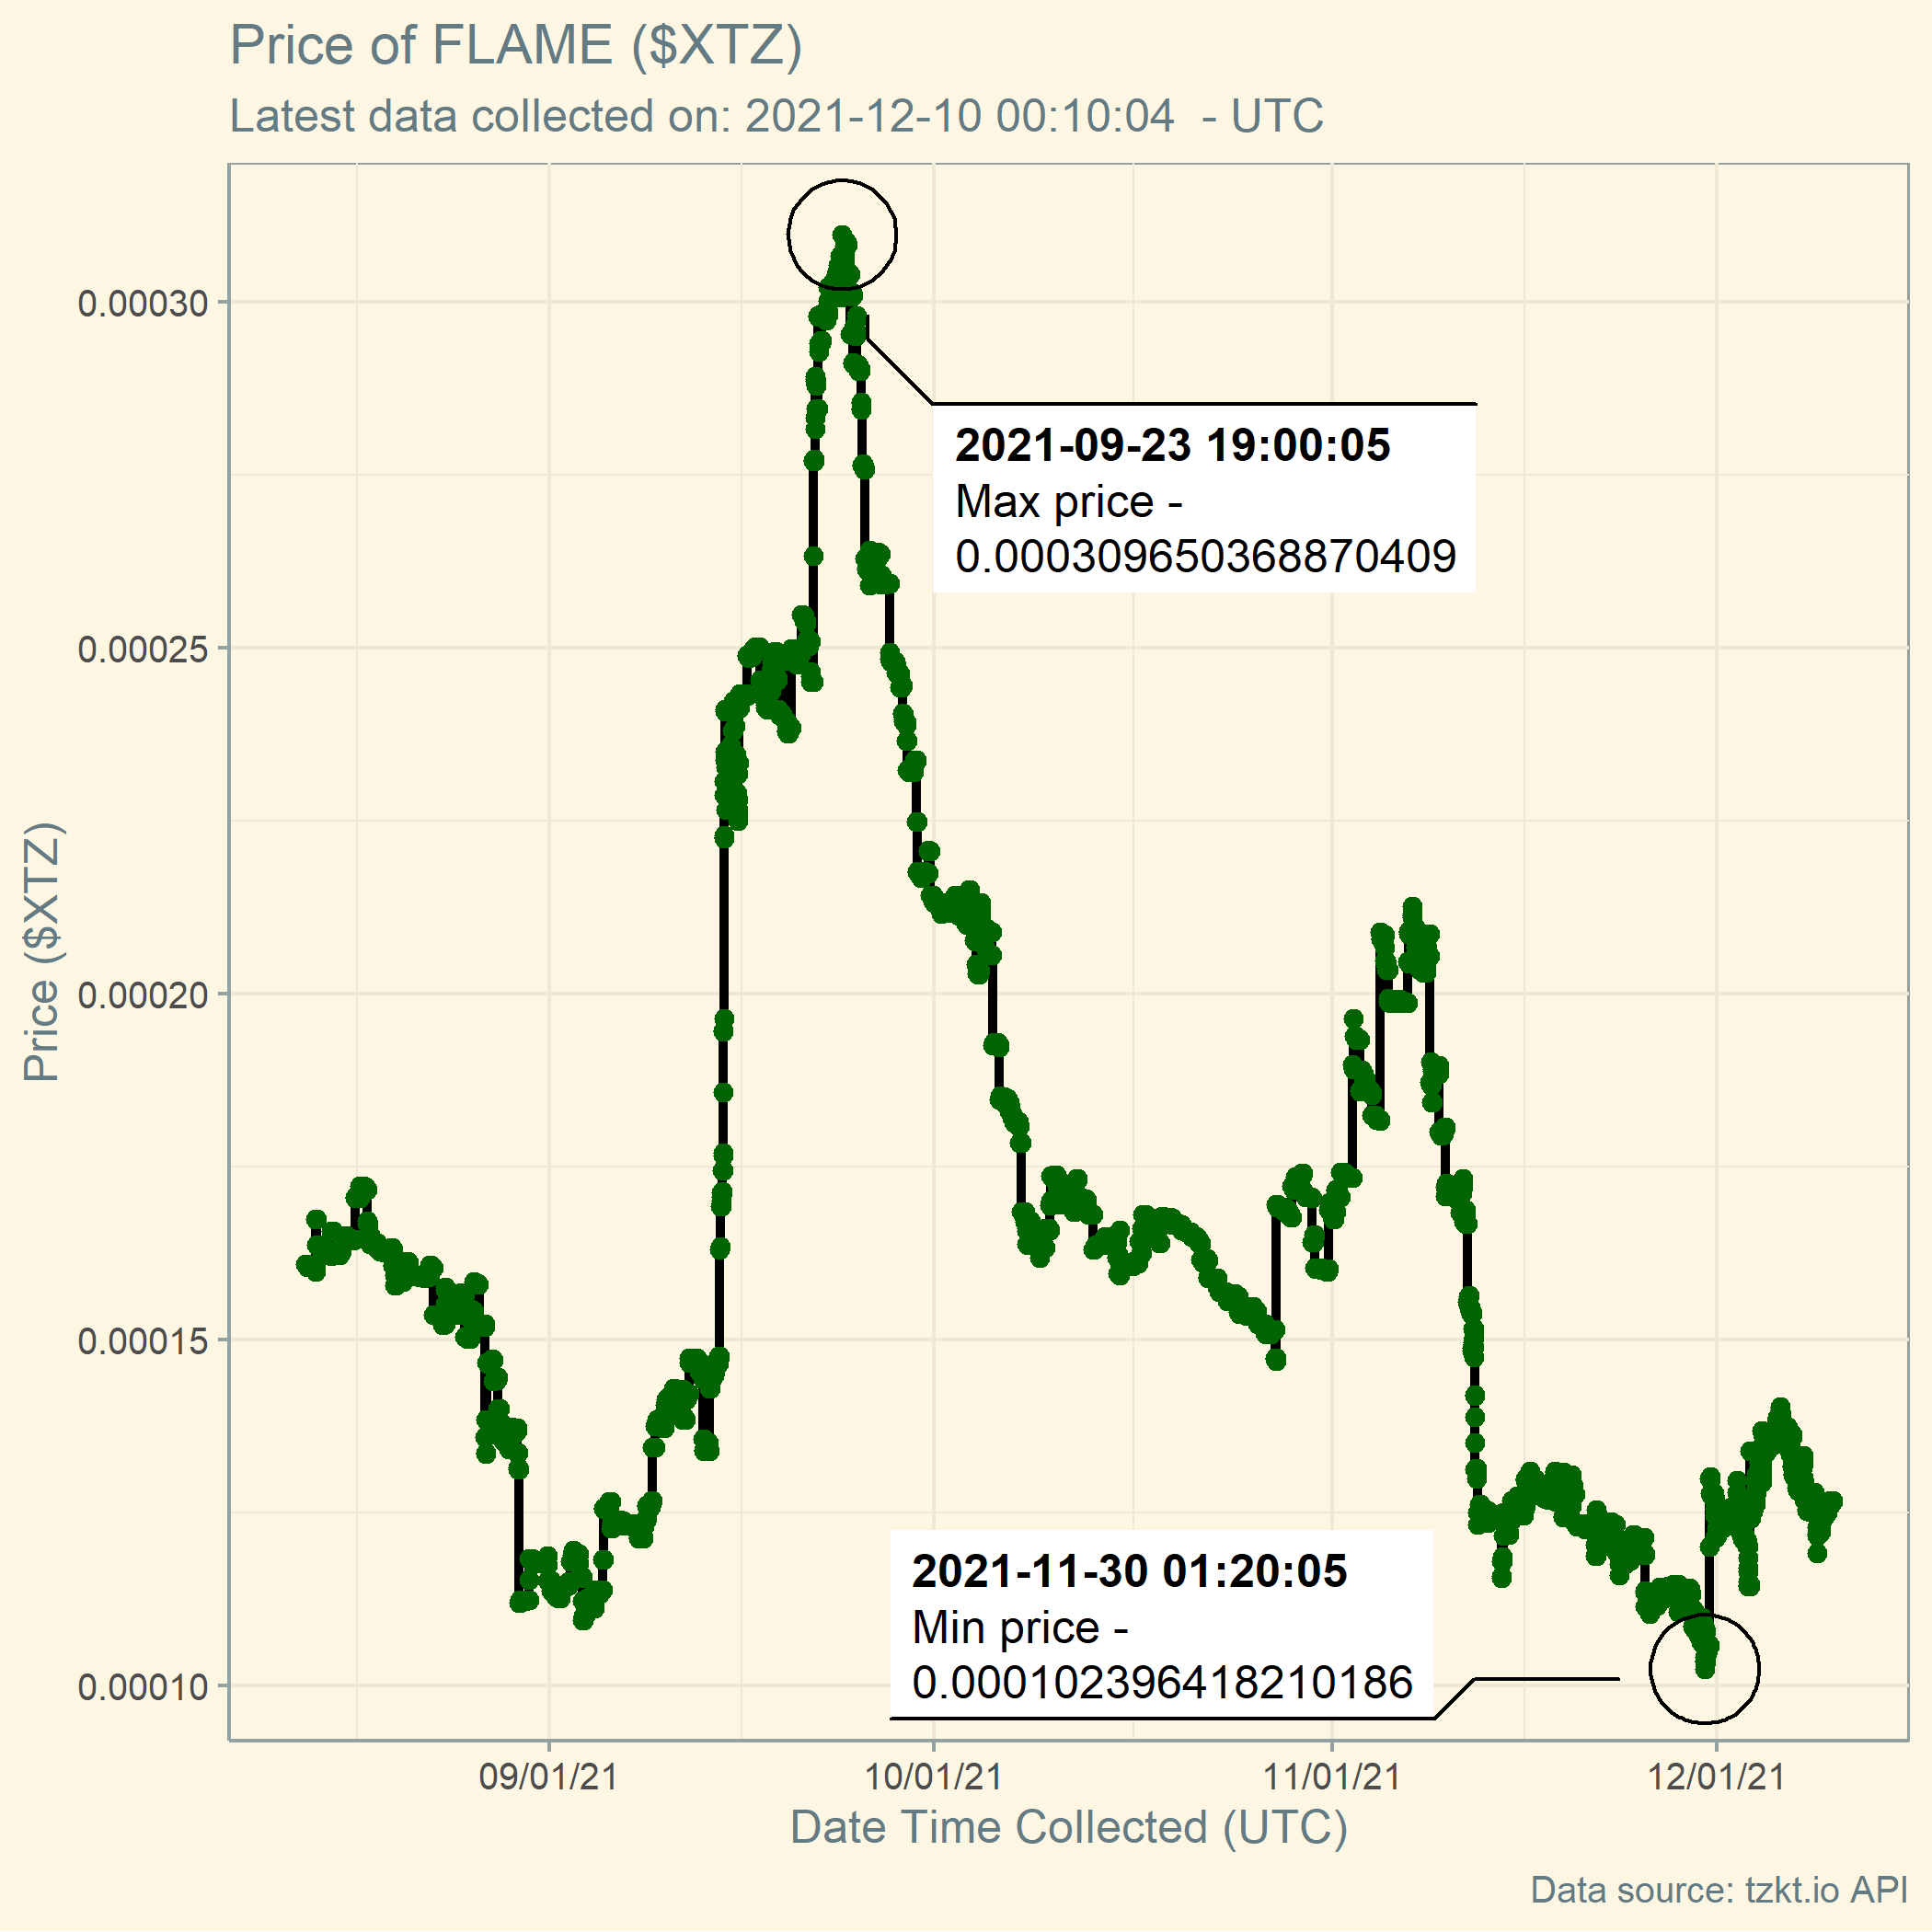 Price of FLAME ($XTZ)
Latest data collected on: 2021-12-10 00:10:04  - UTC
Price ($XTZ)
0.00030
0.00025
0.00020
0.00015
0.00010
2021-09-23 19:00:05
Max price -
0.000309650368870409
2021-11-30 01:20:05
Min price -
0.000102396418210186
09/01/21
10/01/21
11/01/21
12/01/21
Date Time Collected (UTC)
Data source: tzkt.io API